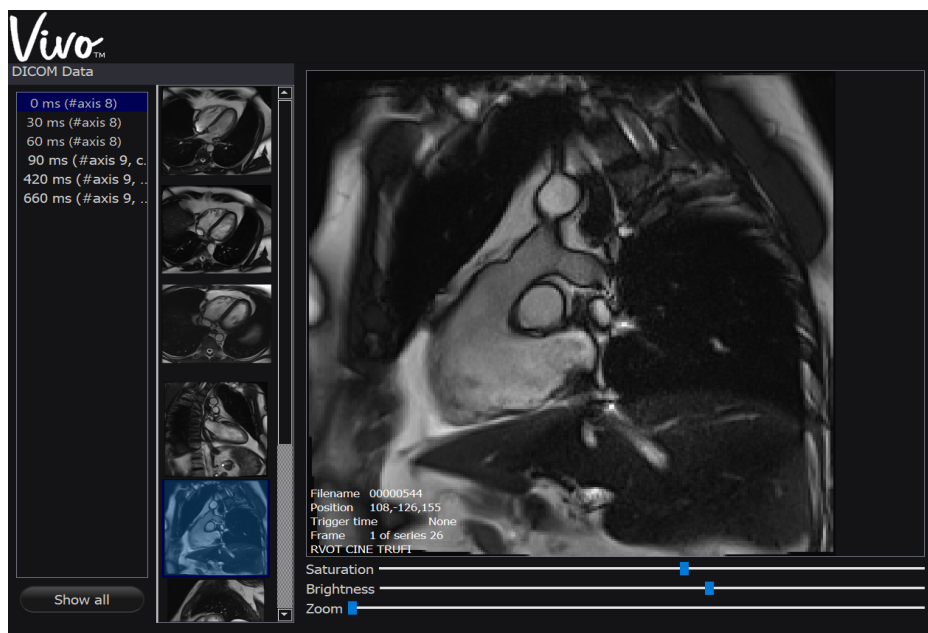 Vivo™
DICOM Data
0 ms (#axis 8)
30 ms (#axis 8)
60 ms (#axis 8)
90 ms (#axis 9, c.
420 ms (#axis 9, ..
660 ms (#axis 9, ..
Show all
Filename 00000544
Position 108,-126,155
Trigger time None
Frame 1 of series 26
RVOT CINE TRUFI
Saturation
Brightness
Zoom